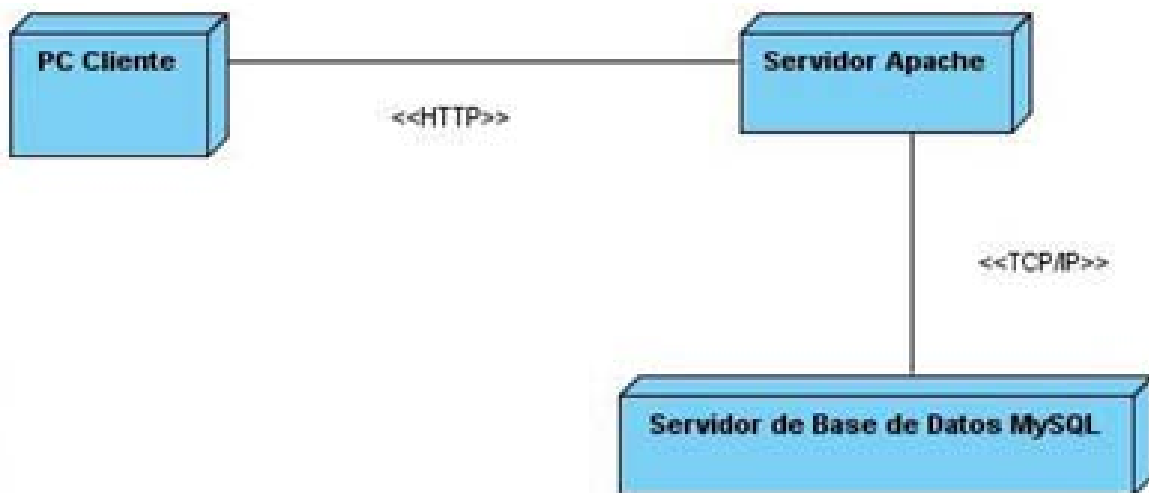 PC Cliente
Servidor Apache
<<HTTP>>
<<TCP/IP>>
Servidor de Base de Datos MySQL